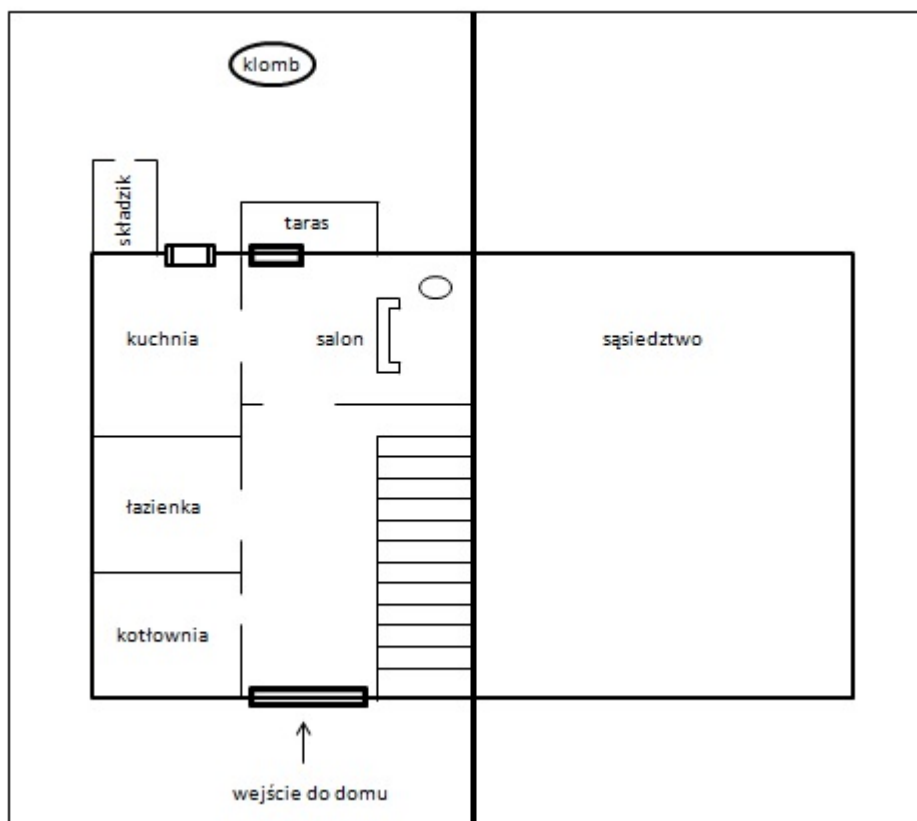 klomb
składzik
taras
kuchnia
salon
sąsiedztwo
łazienka
kotłownia
wejście do domu